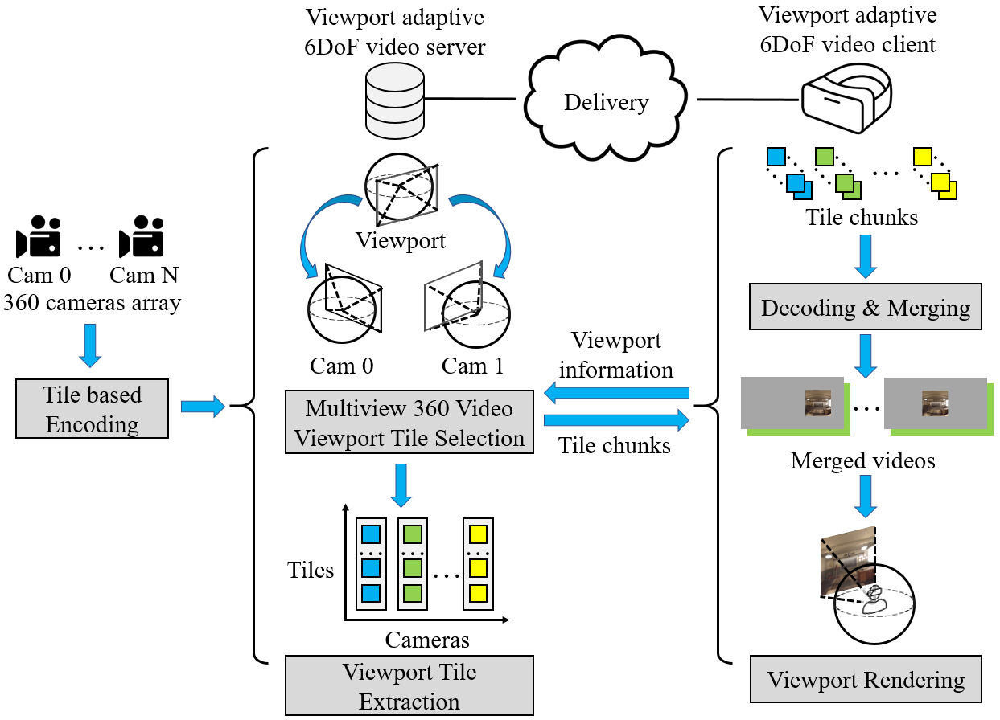 Viewport adaptive
6DoF video server
Viewport adaptive
6DoF video client
Delivery
Cam 0
...
Cam N
360 cameras array
Tile based
Encoding
Viewport
Cam 0
Cam 1
Multiview 360 Video
Viewport Tile Selection
Tiles
...
...
...
...
Cameras
Viewport Tile
Extraction
Viewport
information
Tile chunks
...
Tile chunks
Decoding & Merging
...
Merged videos
Viewport Rendering